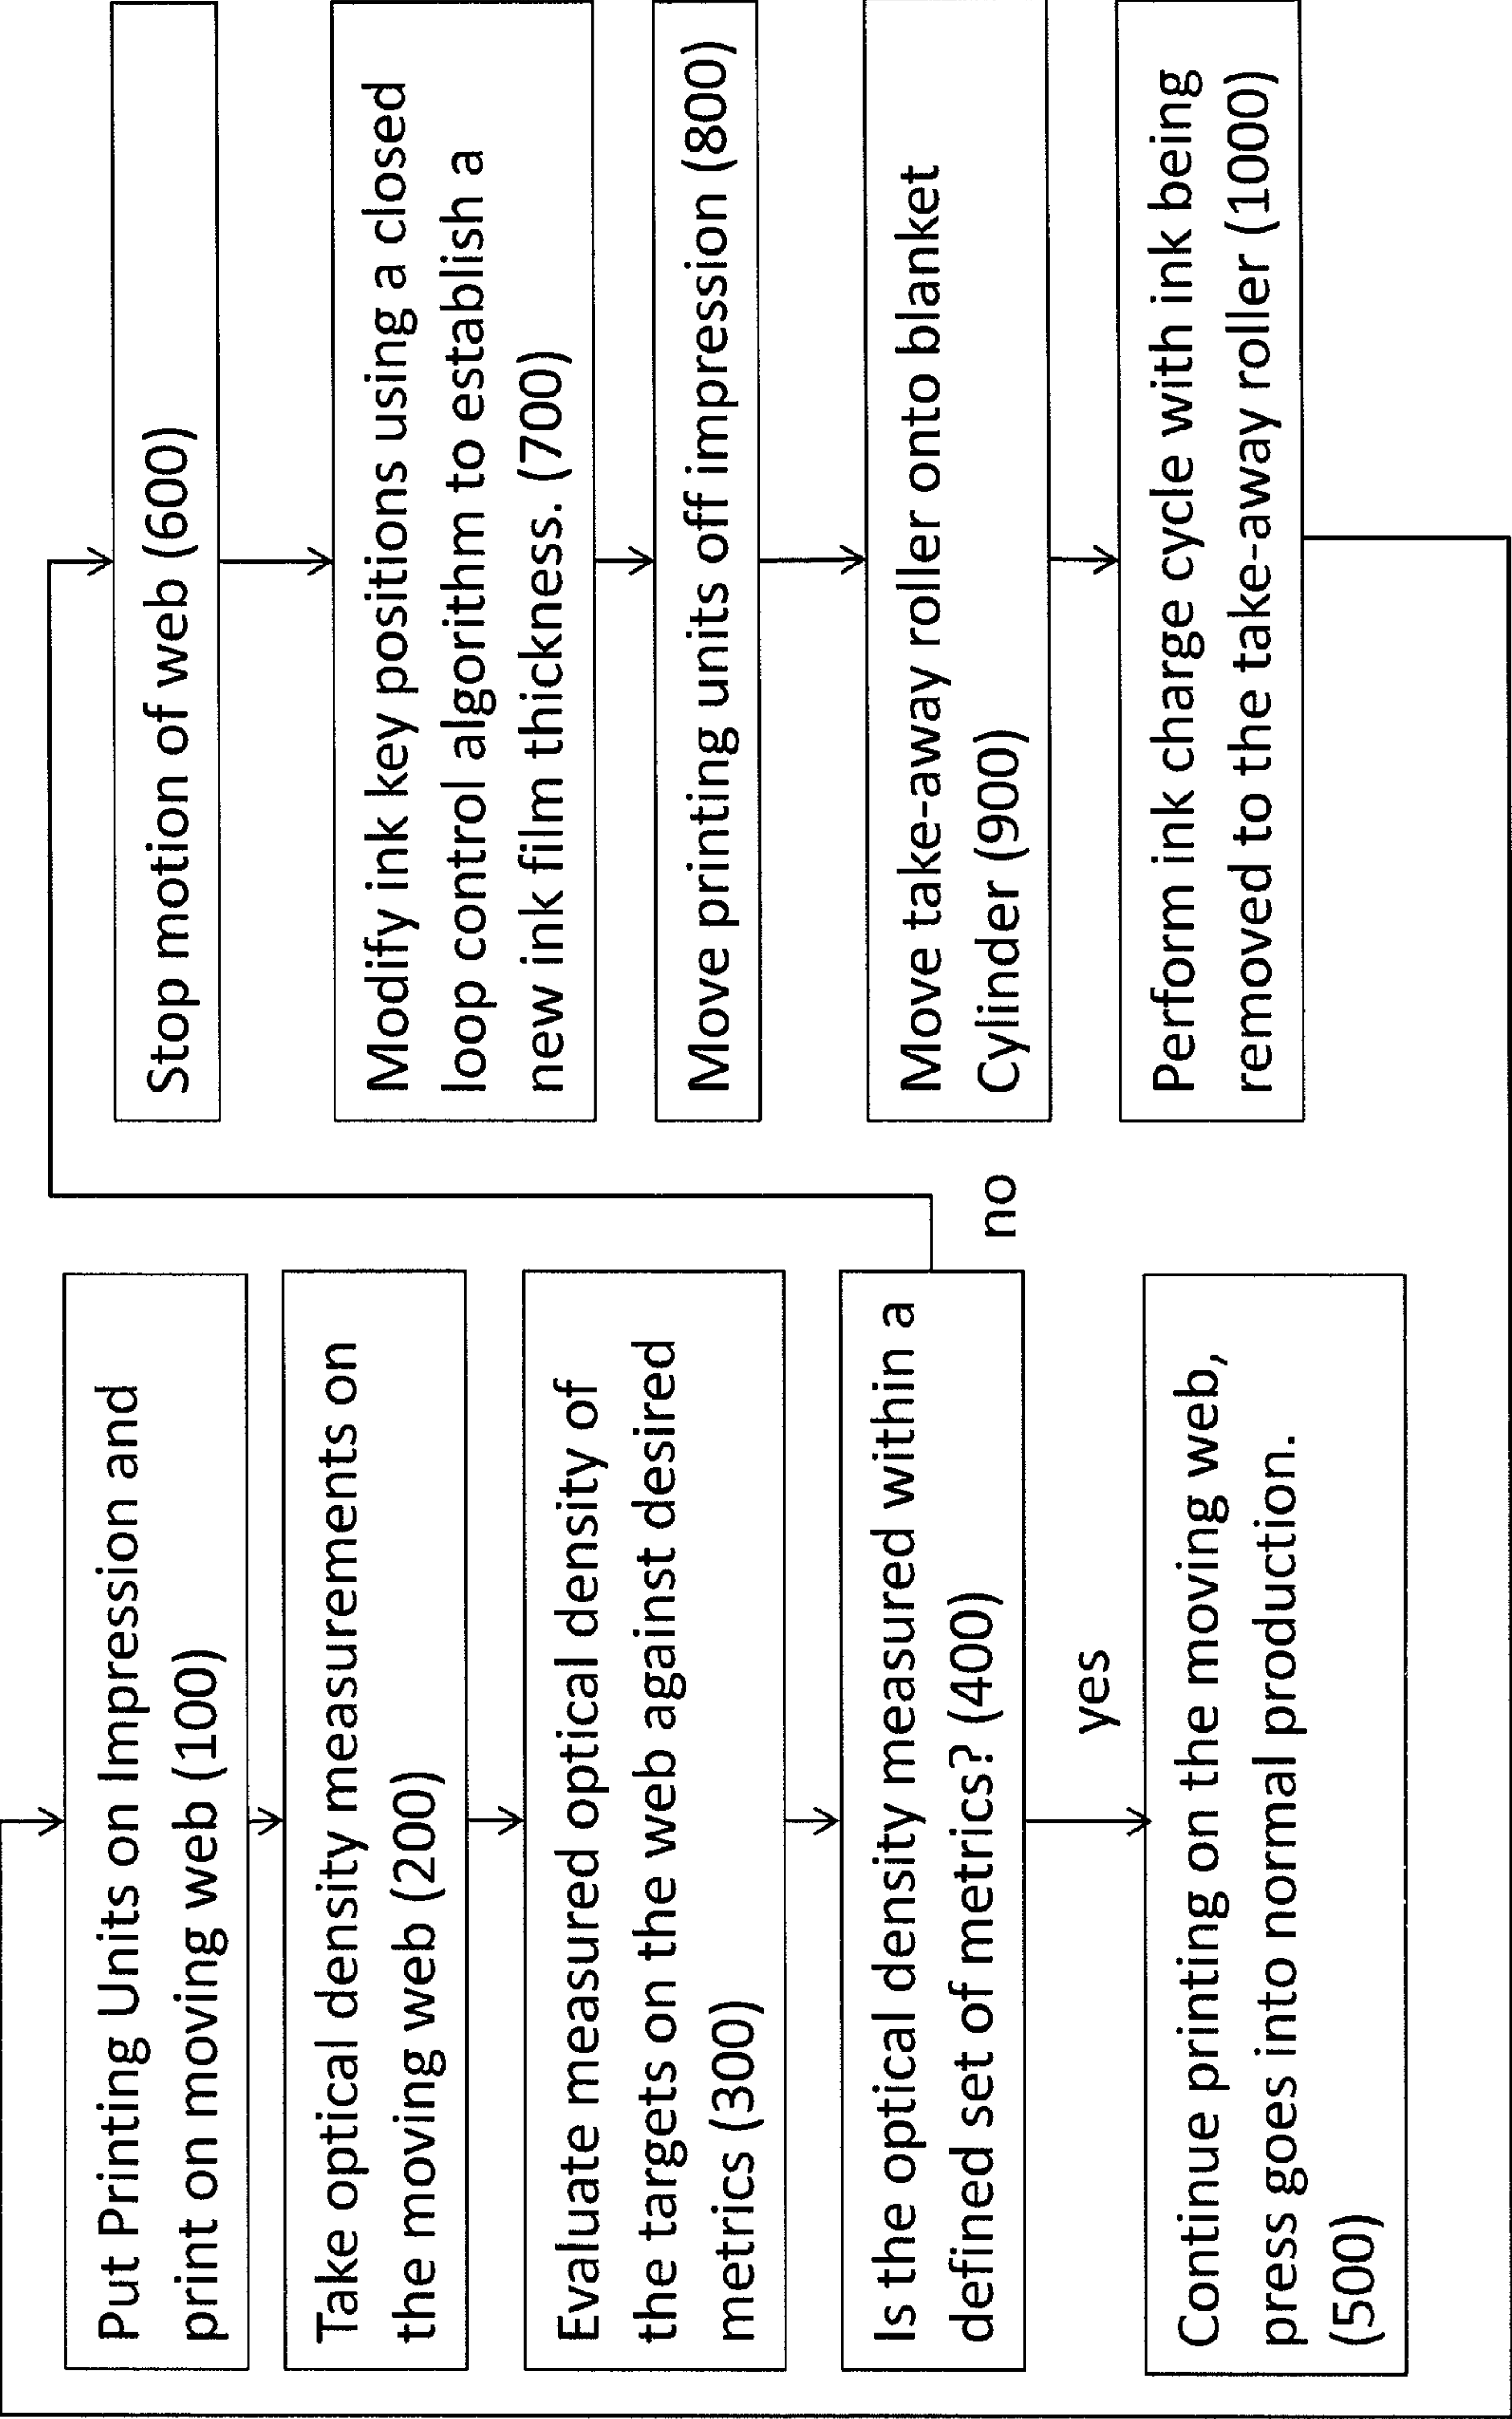 Put Printing Units on Impression and
print on moving web (100)
Take optical density measurements on
the moving web (200)
Evaluate measured optical density of
the targets on the web against desired
metrics (300)
Is the optical density measured within a
defined set of metrics? (400)
no
yes
Continue printing on the moving web,
press goes into normal production.
(500)
Stop motion of web (600)
Modify ink key positions using a closed
loop control algorithm to establish a
new ink film thickness. (700)
Move printing units off impression (800)
Move take-away roller onto blanket
Cylinder (900)
Perform ink charge cycle with ink being
removed to the take-away roller (1000)